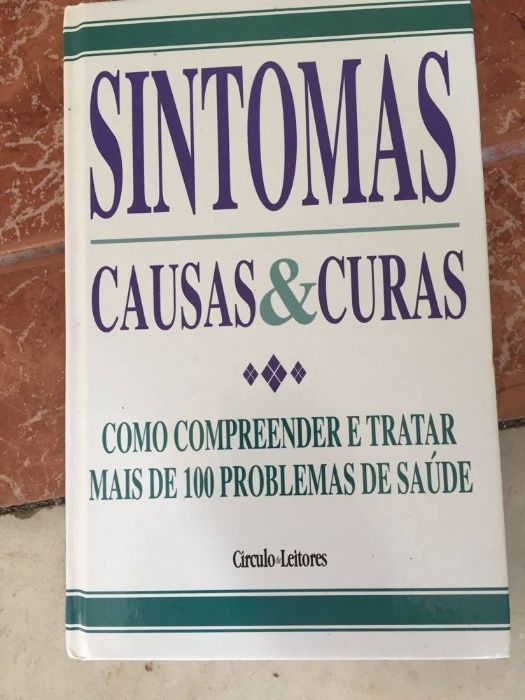 SINTOMAS
CAUSAS & CURAS
COMO COMPREENDER E TRATAR
MAIS DE 100 PROBLEMAS DE SAÚDE
Círculo de Leitores